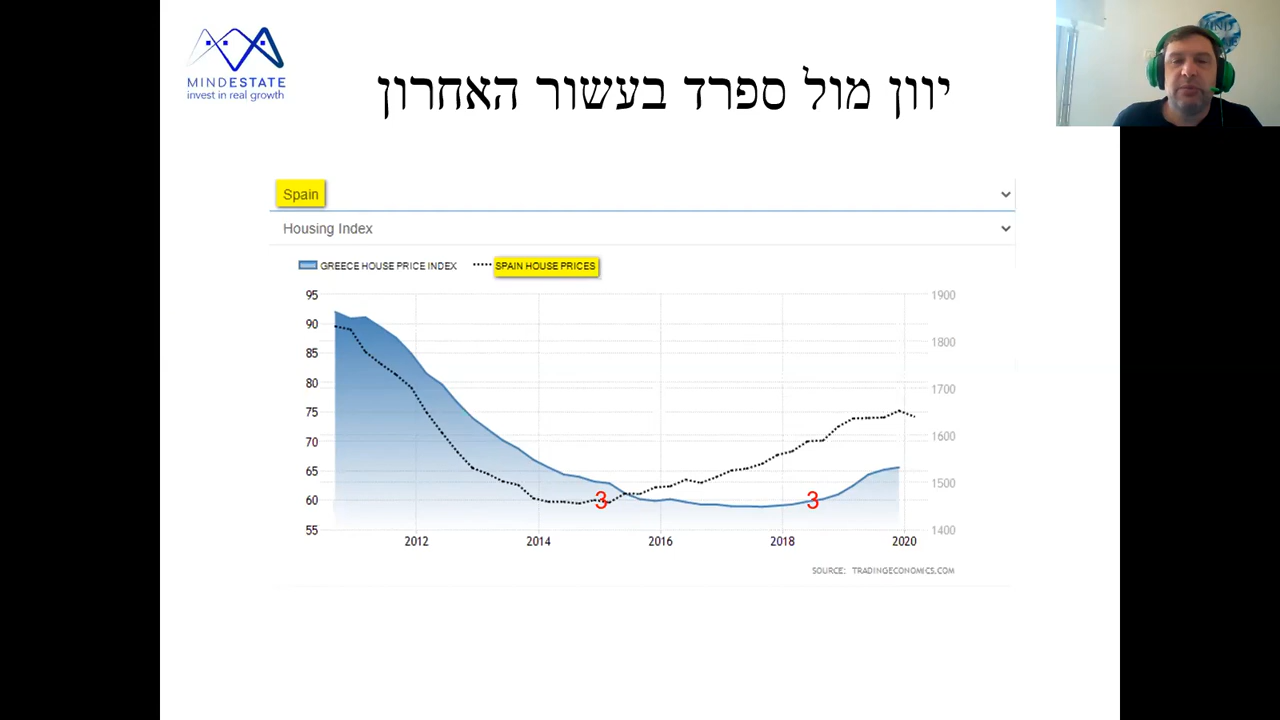 MINDESTATE
invest in real growth
יוון מול ספרד בעשור האחרון
Spain
Housing Index
GREECE HOUSE PRICE INDEX SPAIN HOUSE PRICES
95 1900
90
1800
85
80
1700
75
70 1600
65
1500
60 3 3
55 1400
2012 2014 2016 2018 2020
SOURCE: TRADINGECONOMICS.COM